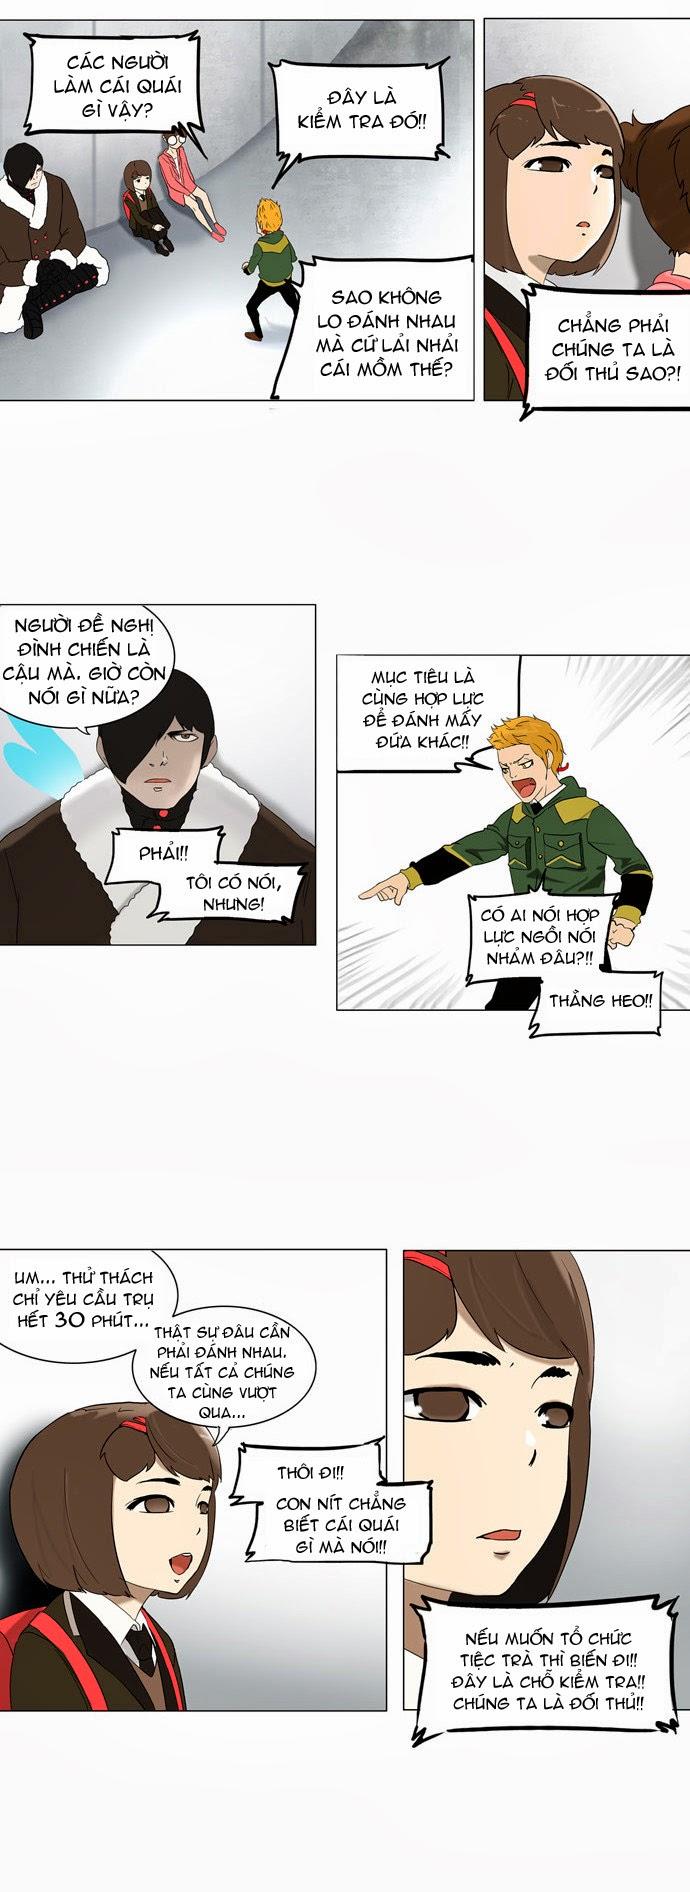 CÁC NGƯỜI
LÀM CÁI QUÁI
GÌ VẬY?
ĐÂY LÀ
KIỂM TRA ĐÓ!!
SAO KHÔNG
LO ĐÁNH NHAU
MÀ CỨ LẢI NHẢI
CÁI MỒM THẾ?
CHẲNG PHẢI
CHÚNG TA LÀ
ĐỐI THỦ SAO?!
NGƯỜI ĐỀ NGHỊ
ĐÌNH CHIẾN LÀ
CẬU MÀ. GIỜ CÒN
NÓI GÌ NỮA?
PHẢI!!
TÔI CÓ NÓI,
NHƯNG!
MỤC TIÊU LÀ
CÙNG HỢP LỰC
ĐỂ ĐÁNH MẤY
ĐỨA KHÁC!!
CÓ AI NÓI HỢP
LỰC NGỒI NÓI
NHẢM ĐÂU?!!
THẰNG HEO!!
UM... THỬ THÁCH
CHỈ YÊU CẦU TRỤ
HẾT 30 PHÚT...
THẬT SỰ ĐÂU CẦN
PHẢI ĐÁNH NHAU.
NẾU TẤT CẢ CHÚNG
TA CÙNG VƯỢT
QUA...
THÔI ĐI!!
CON NÍT CHẲNG
BIẾT CÁI QUÁI
GÌ MÀ NÓI!!
NẾU MUỐN TỔ CHỨC
TIỆC TRÀ THÌ BIẾN ĐI!!
ĐÂY LÀ CHỖ KIỂM TRA!!
CHÚNG TA LÀ ĐỐI THỦ!!